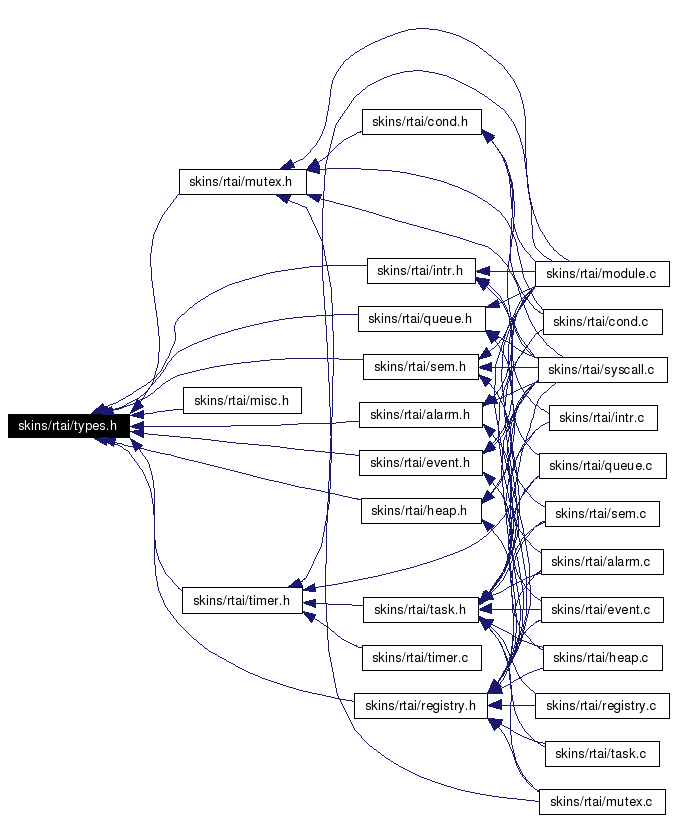 skins/rtai/cond.h
skins/rtai/mutex.h
skins/rtai/intr.h
skins/rtai/module.c
skins/rtai/queue.h
skins/rtai/cond.c
skins/rtai/sem.h
skins/rtai/syscall.c
skins/rtai/misc.h
skins/rtai/alarm.h
skins/rtai/intr.c
skins/rtai/types.h
skins/rtai/event.h
skins/rtai/queue.c
skins/rtai/heap.h
skins/rtai/sem.c
skins/rtai/alarm.c
skins/rtai/timer.h
skins/rtai/task.h
skins/rtai/event.c
skins/rtai/timer.c
skins/rtai/heap.c
skins/rtai/registry.h
skins/rtai/registry.c
skins/rtai/task.c
skins/rtai/mutex.c